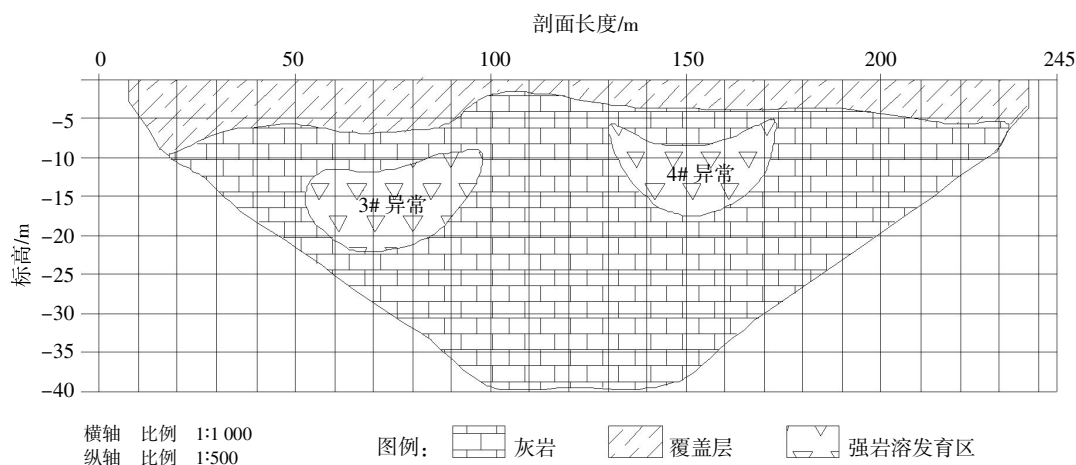 剖面长度/m
0 50 100 150 200 245
标高/m
-5
-10
-15
-20
-25
-30
-35
-40
3# 异常
4# 异常
横轴 比例 1:1 000
纵轴 比例 1:500
图例: 灰岩 覆盖层 强岩溶发育区